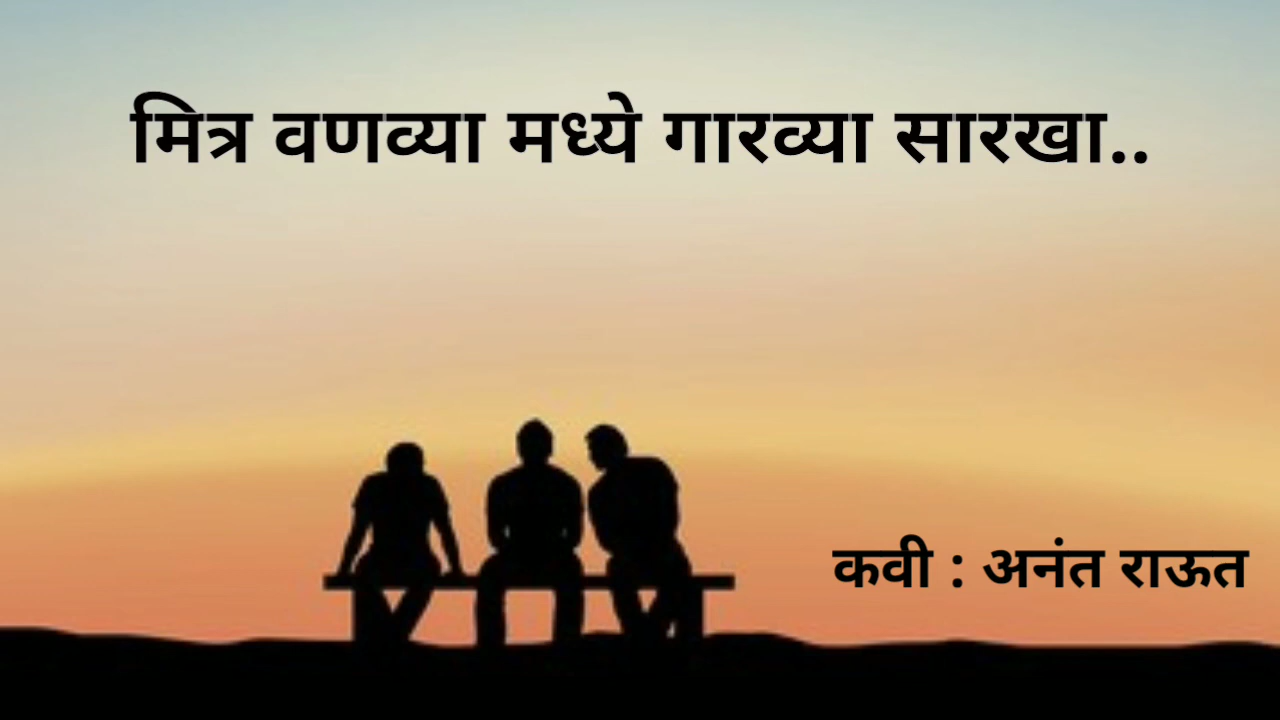 मित्र वणव्या मध्ये गारव्या सारखा..
कवी : अनंत राऊत